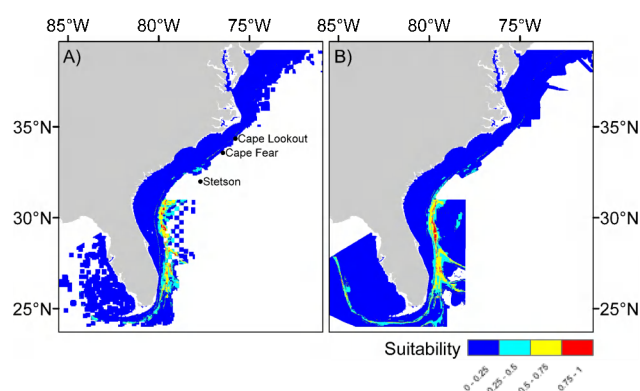 85°W 80°W 75°W 85°W 80°W 75°W
A) B)
35°N 35°N
Cape Lookout
Cape Fear
Stetson
30°N 30°N
25°N 25°N
Suitability
0 - 0.25 0.25 - 0.5 0.5 - 0.75 0.75 - 1